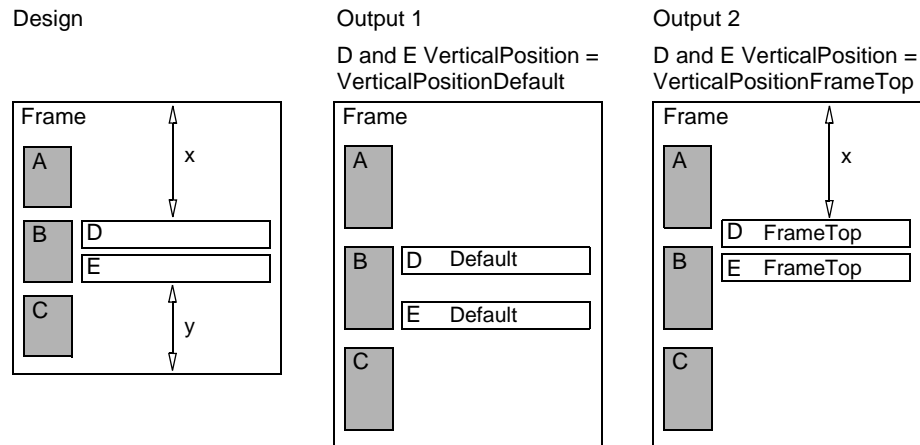 Design
Frame
A
x
B
D
E
C
y
Output 1
D and E VerticalPosition =
VerticalPositionDefault
Frame
A
B
D Default
E Default
C
Output 2
D and E VerticalPosition =
VerticalPositionFrameTop
Frame
A
x
B
D FrameTop
E FrameTop
C